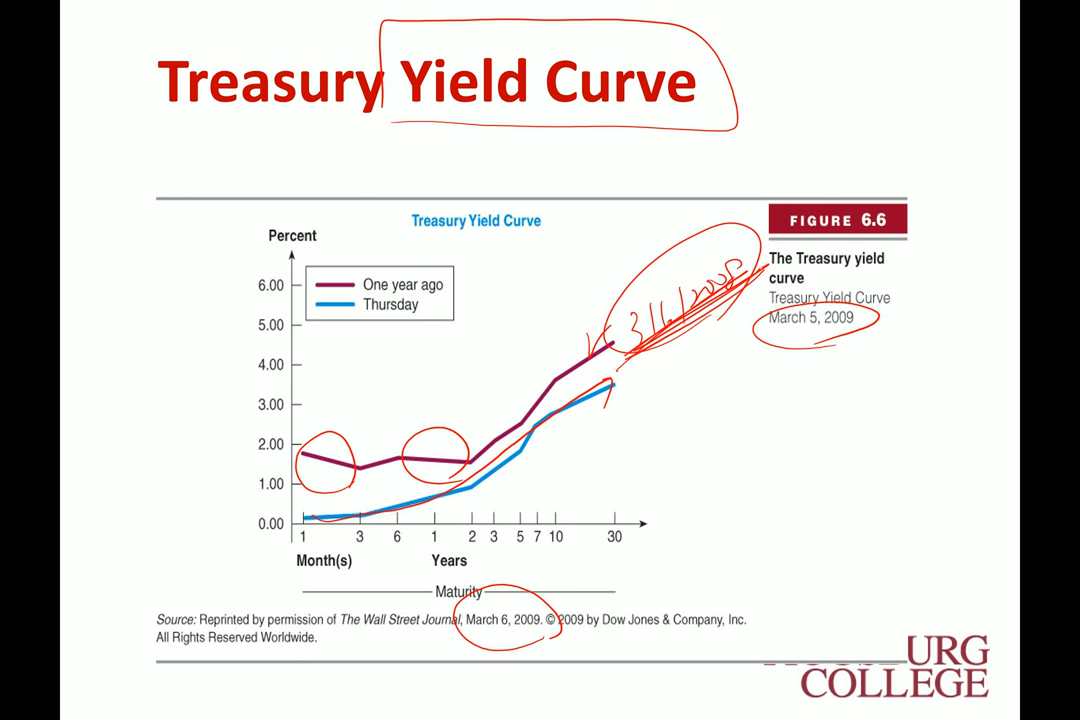 Treasury Yield Curve
Treasury Yield Curve
FIGURE 6.6
The Treasury yield
curve
Treasury Yield Curve
March 5, 2009
Percent
One year ago
Thursday
6.00
5.00
4.00
3.00
2.00
1.00
0.00
1 3 6 1 2 3 5 7 10 30
Month(s) Years
Maturity
Source: Reprinted by permission of The Wall Street Journal, March 6, 2009. © 2009 by Dow Jones & Company, Inc.
All Rights Reserved Worldwide.
COLLEGE